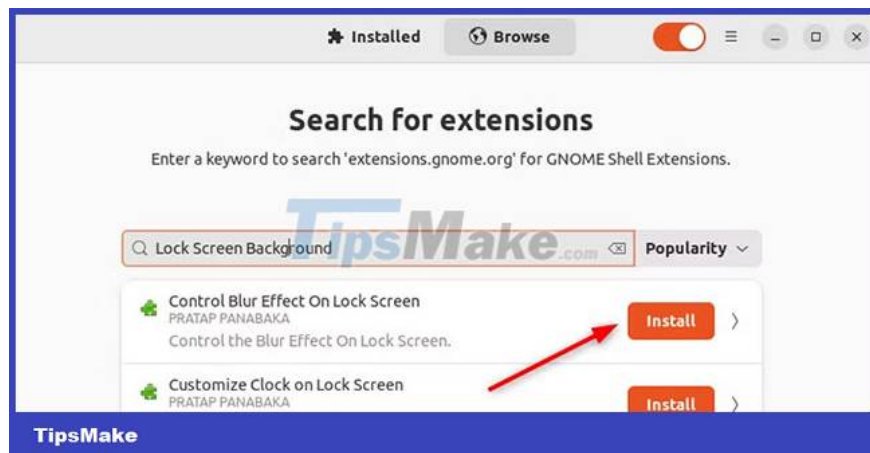 Installed Browse
Search for extensions
Enter a keyword to search 'extensions.gnome.org' for GNOME Shell Extensions.
TipsMake.com
Lock Screen Background Popularity
Control Blur Effect On Lock Screen
PRATAP PANABAKA
Install
Control the Blur Effect On Lock Screen.
Customize Clock on Lock Screen
PRATAP PANABAKA
Install
TipsMake